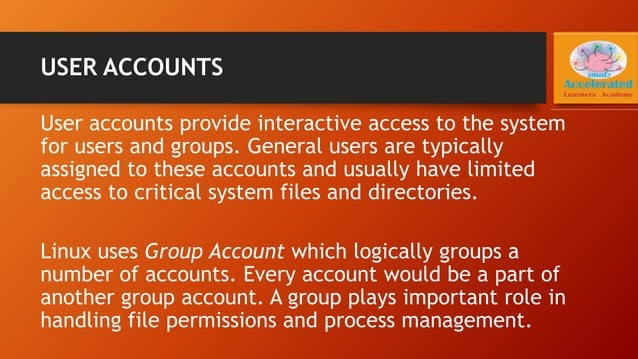 USER ACCOUNTS
emats
Accelerated
Learners Academy
User accounts provide interactive access to the system
for users and groups. General users are typically
assigned to these accounts and usually have limited
access to critical system files and directories.
Linux uses Group Account which logically groups a
number of accounts. Every account would be a part of
another group account. A group plays important role in
handling file permissions and process management.